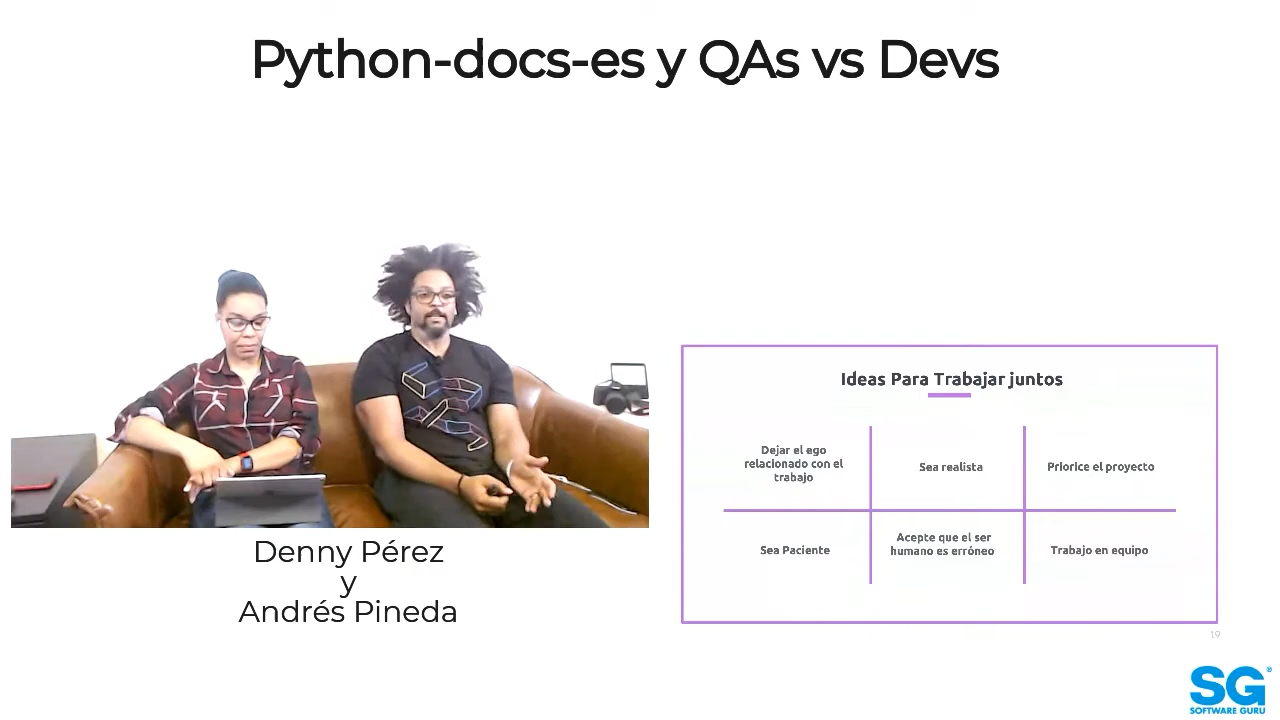 Python-docs-es y QAs vs Devs
Denny Pérez
y
Andrés Pineda
Ideas Para Trabajar juntos
Dejar el ego
relacionado con el
trabajo
Sea realista
Priorice el proyecto
Sea Paciente
Acepte que el ser
humano es erróneo
Trabajo en equipo
19
SG®
SOFTWARE GURU